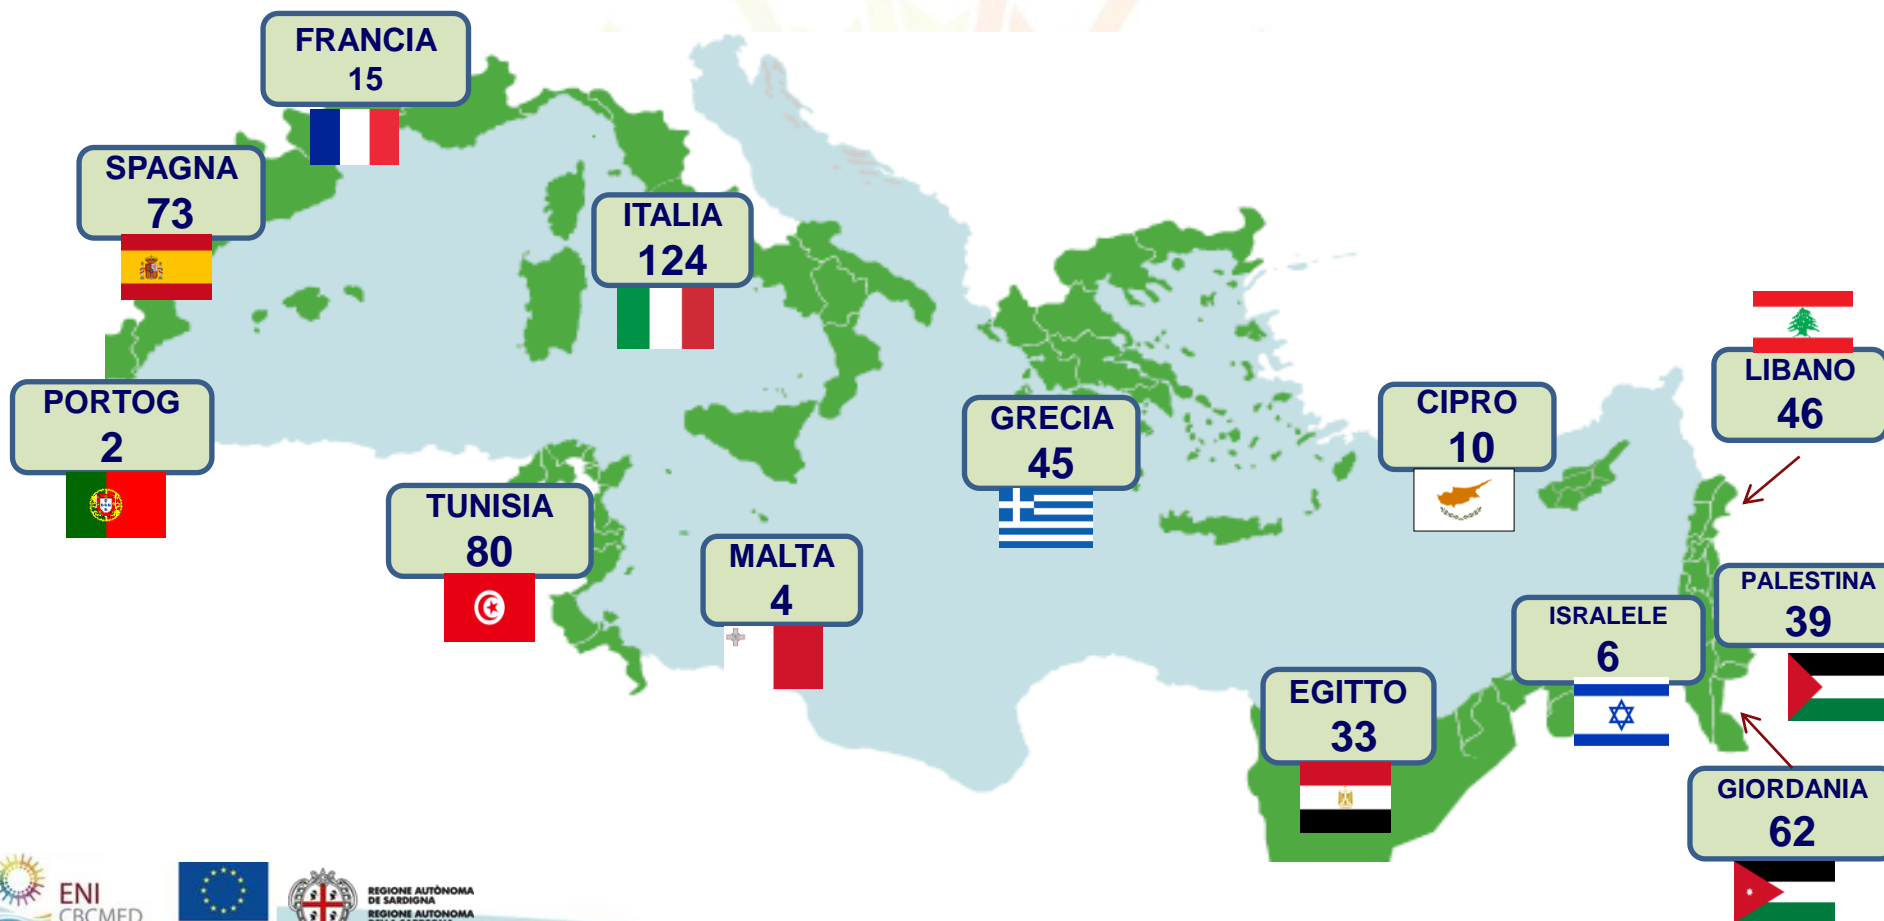 FRANCIA
15
SPAGNA
73
ITALIA
124
LIBANO
46
PORTOG
2
GRECIA
45
CIPRO
10
TUNISIA
80
MALTA
4
PALESTINA
39
ISRALELE
6
EGITTO
33
GIORDANIA
62
ENI
CBCMED
REGIONE AUTÒNOMA
DE SARDIGNA
REGIONE AUTONOMA